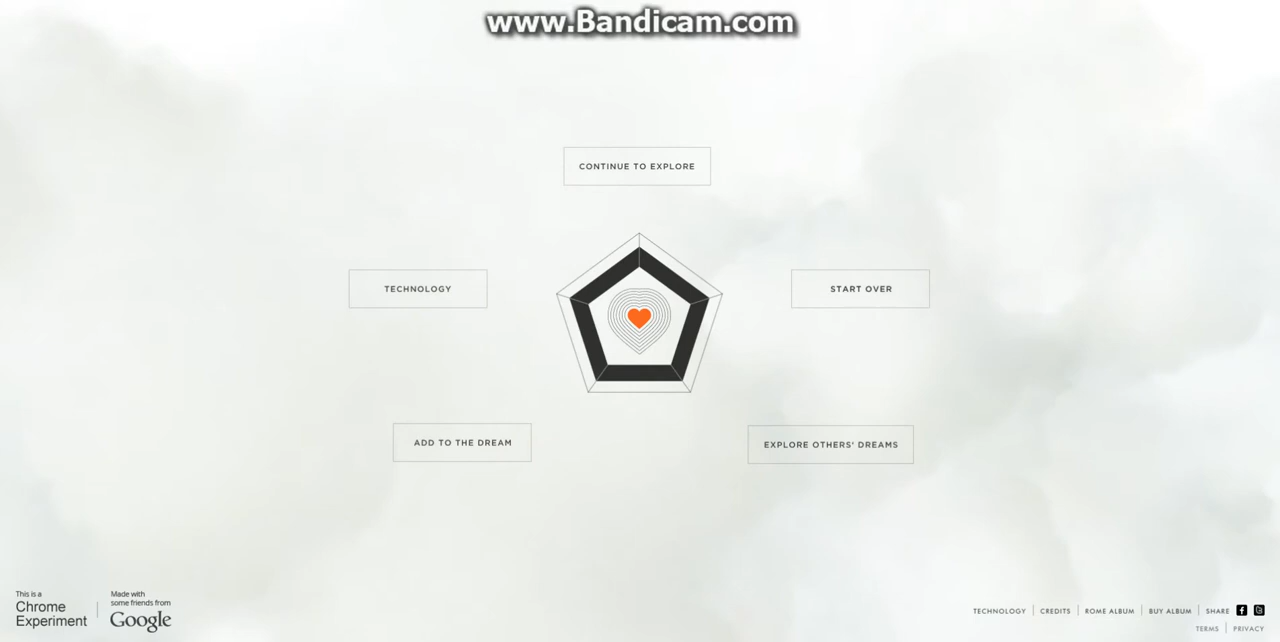 www.Bandicam.com
CONTINUE TO EXPLORE
TECHNOLOGY
START OVER
ADD TO THE DREAM
EXPLORE OTHERS' DREAMS
This is a
Chrome
Experiment
Made with
some friends from
Google
TECHNOLOGY CREDITS ROME ALBUM BUY ALBUM SHARE
TERMS PRIVACY